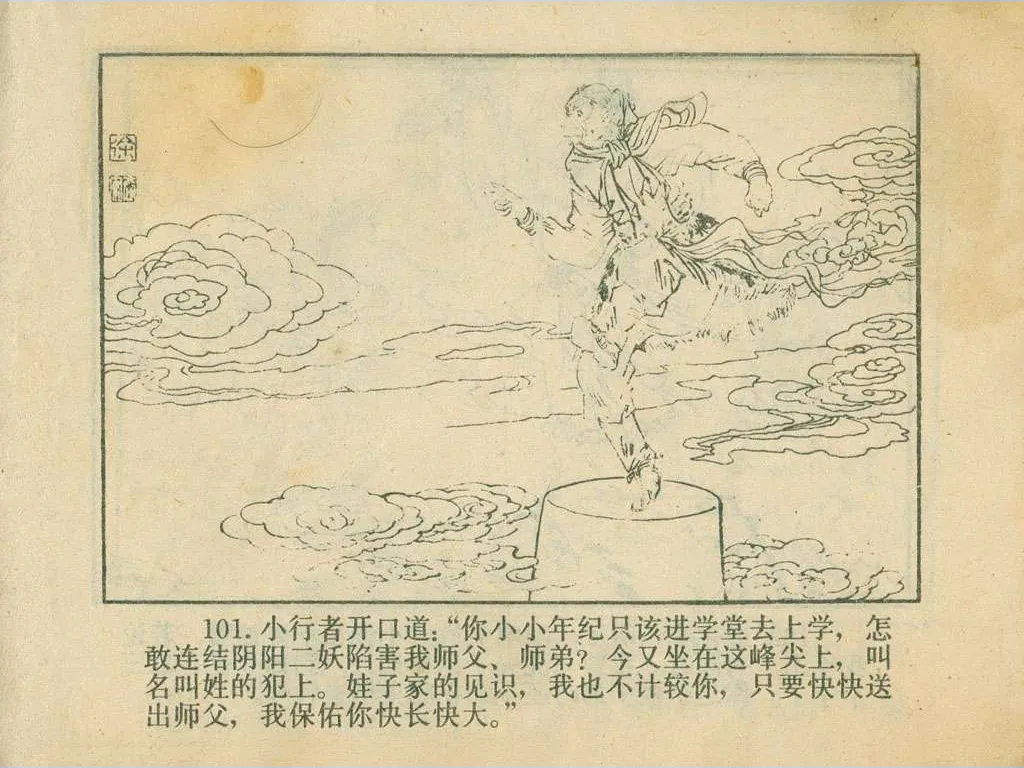 101. 小行者开口道：“你小小年纪只该进学堂去上学，怎
敢连结阴阳二妖陷害我师父、师弟？今又坐在这峰尖上，叫
名叫姓的犯上。娃子家的见识，我也不计较你，只要快快送
出师父，我保佑你快长快大。”